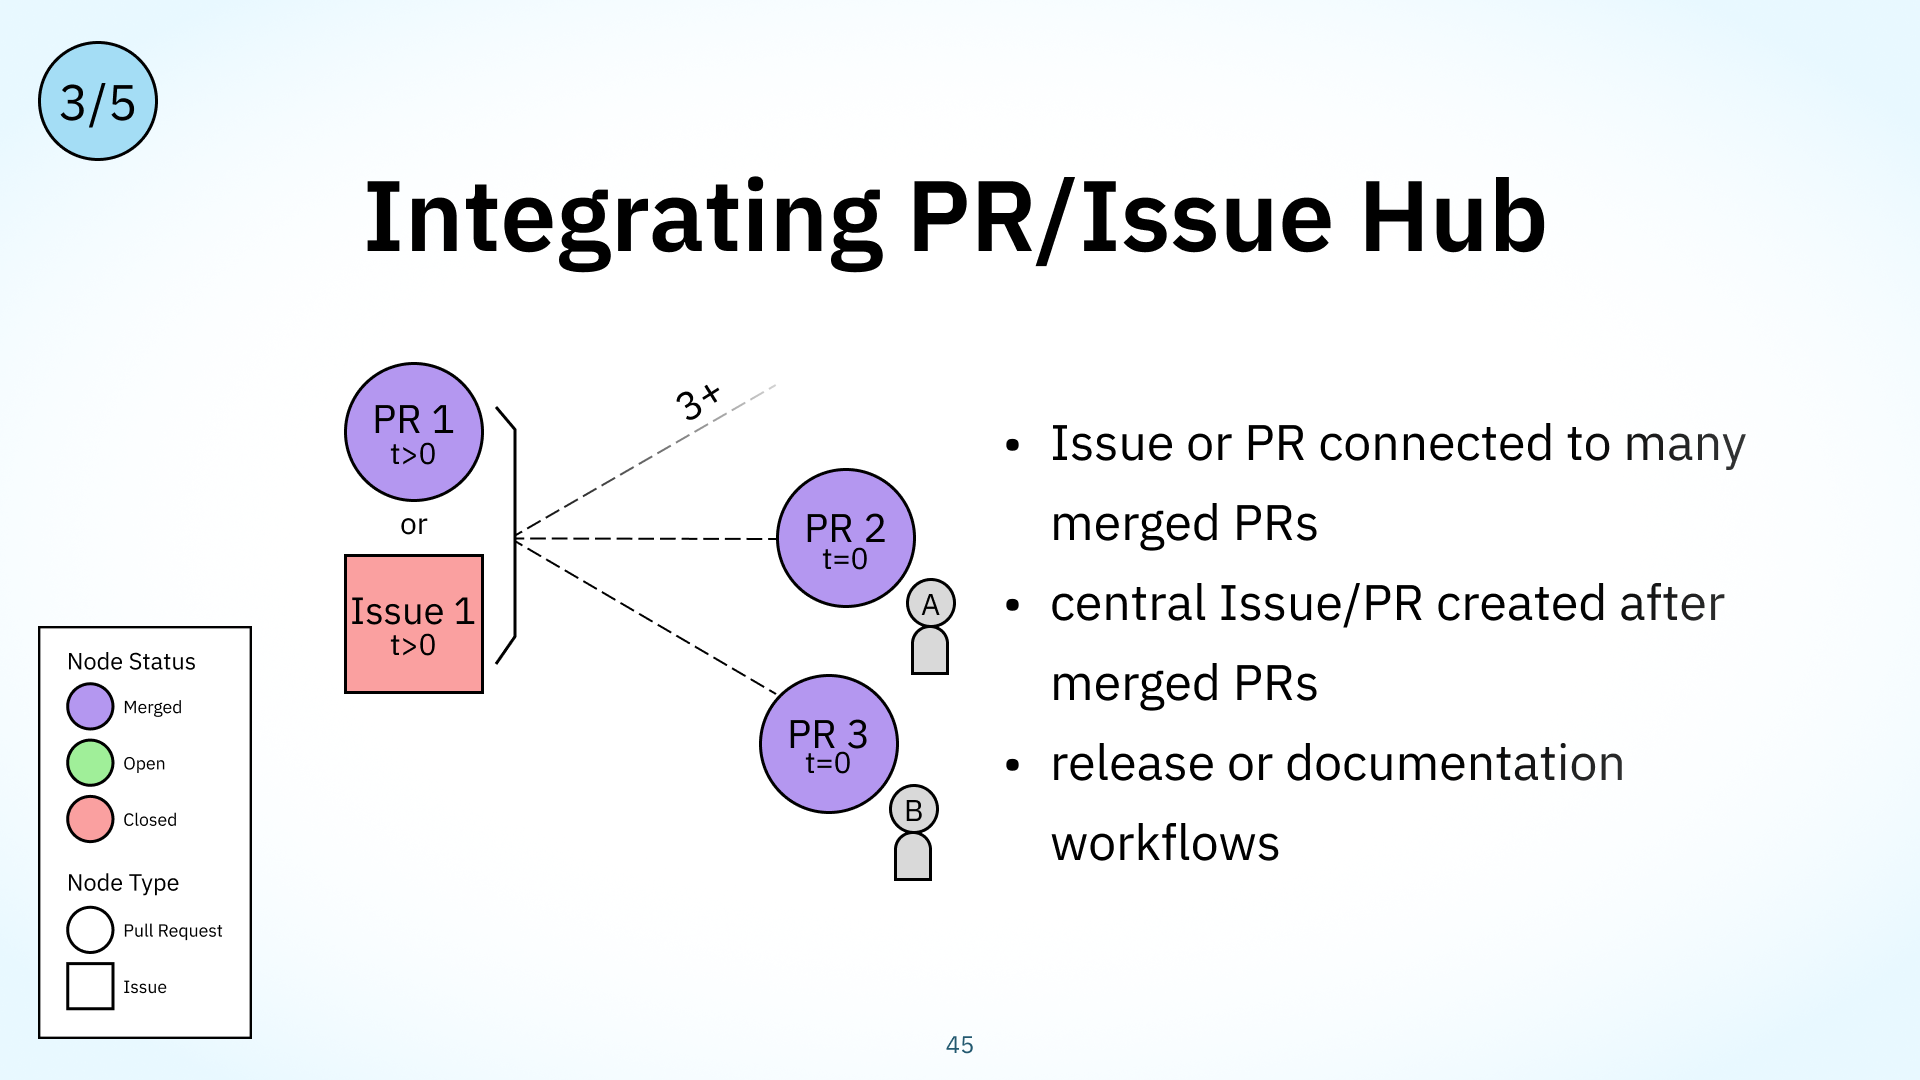 3/5
Integrating PR/Issue Hub
PR 1
t>0
or
Issue 1
t>0
3+
PR 2
t=0
A
PR 3
t=0
B
• Issue or PR connected to many
merged PRs
• central Issue/PR created after
merged PRs
• release or documentation
workflows
Node Status
Merged
Open
Closed
Node Type
Pull Request
Issue
45